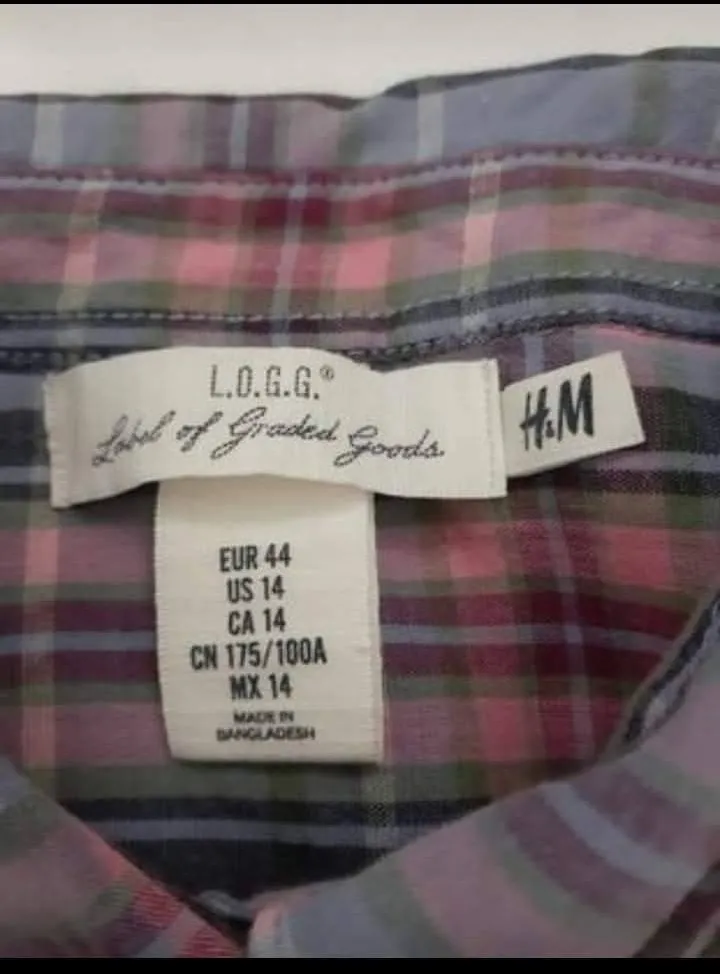 L.O.G.G.®
Label of Graded Goods
H&M
EUR 44
US 14
CA 14
CN 175/100A
MX 14
MADE IN
BANGLADESH